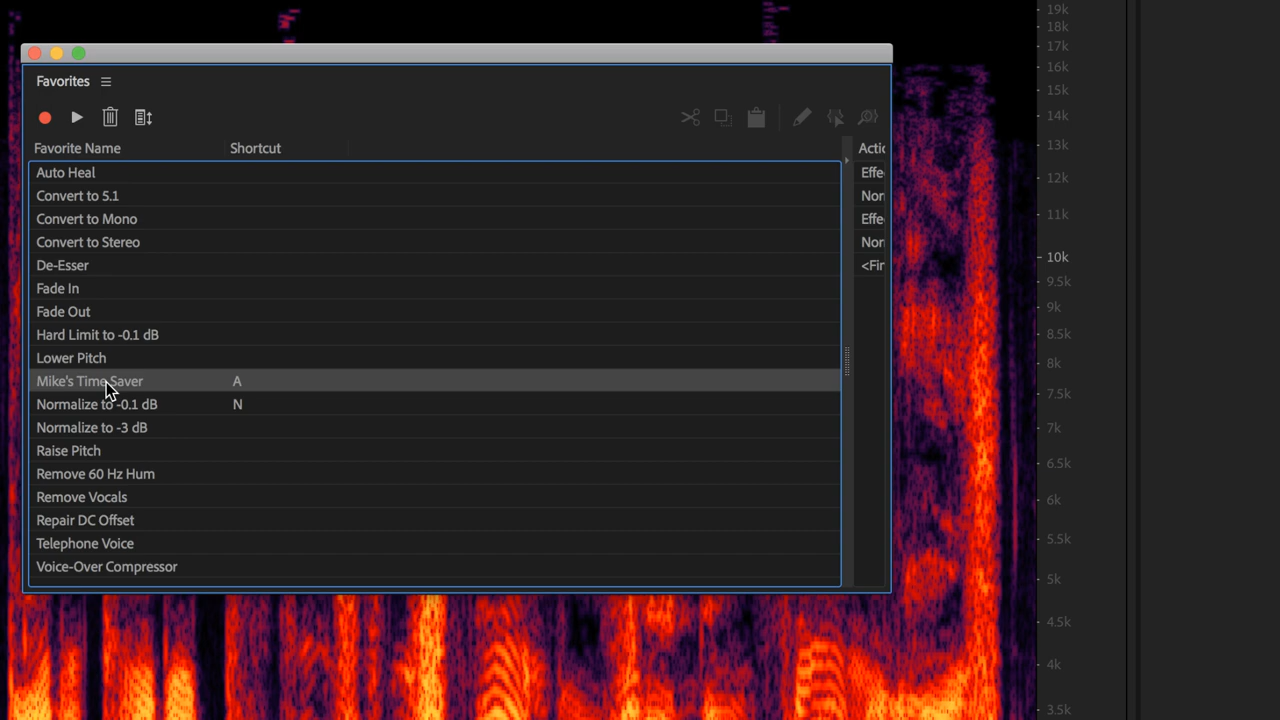 Favorites
Favorite Name Shortcut
Auto Heal
Convert to 5.1
Convert to Mono
Convert to Stereo
De-Esser
Fade In
Fade Out
Hard Limit to -0.1 dB
Lower Pitch
Mike's Time Saver A
Normalize to -0.1 dB N
Normalize to -3 dB
Raise Pitch
Remove 60 Hz Hum
Remove Vocals
Repair DC Offset
Telephone Voice
Voice-Over Compressor
Actio
Effe
Nor
Effe
Nor
<Fir
19k
18k
17k
16k
15k
14k
13k
12k
11k
10k
9.5k
9k
8.5k
8k
7.5k
7k
6.5k
6k
5.5k
5k
4.5k
4k
3.5k